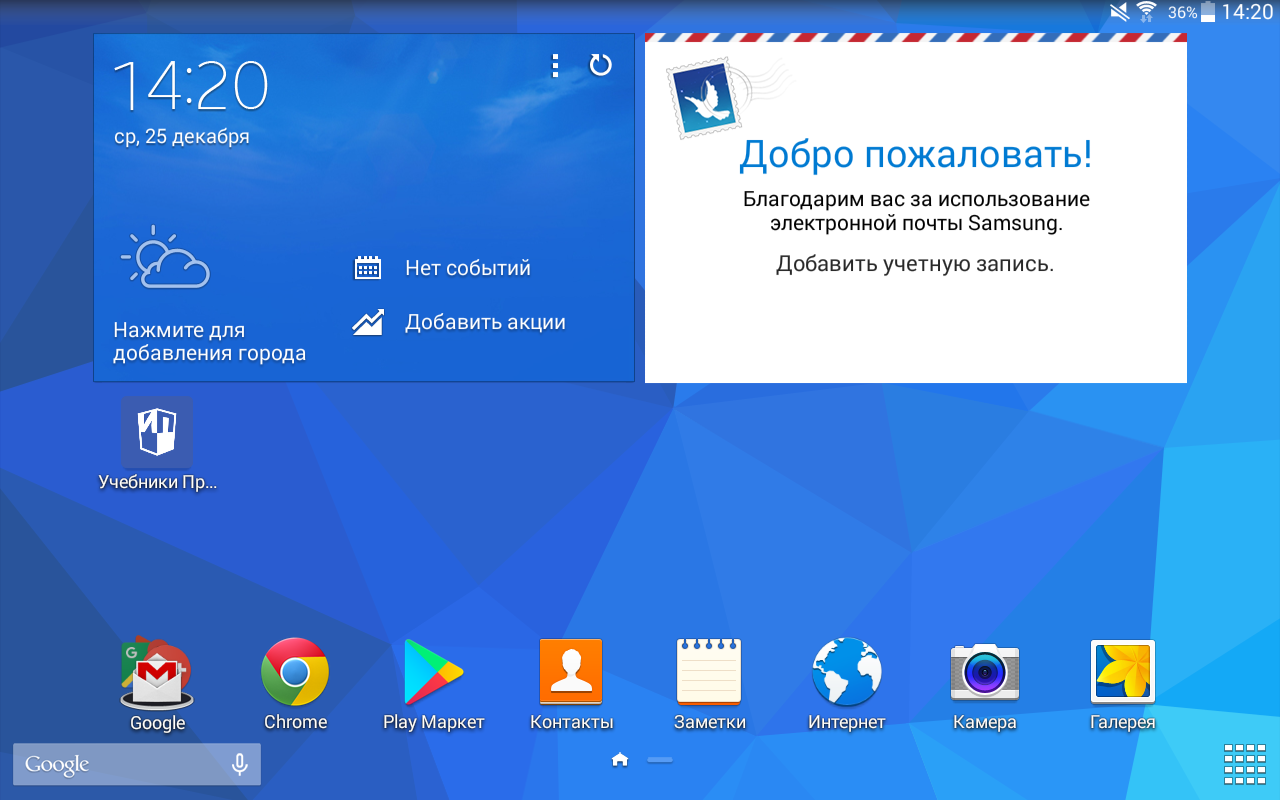 36% 14:20
14:20
ср, 25 декабря
Нажмите для
добавления города
Нет событий
Добавить акции
Добро пожаловать!
Благодарим вас за использование
электронной почты Samsung.
Добавить учетную запись.
Учебники Пр...
Google
Chrome
Play Маркет
Контакты
Заметки
Интернет
Камера
Галерея
Google